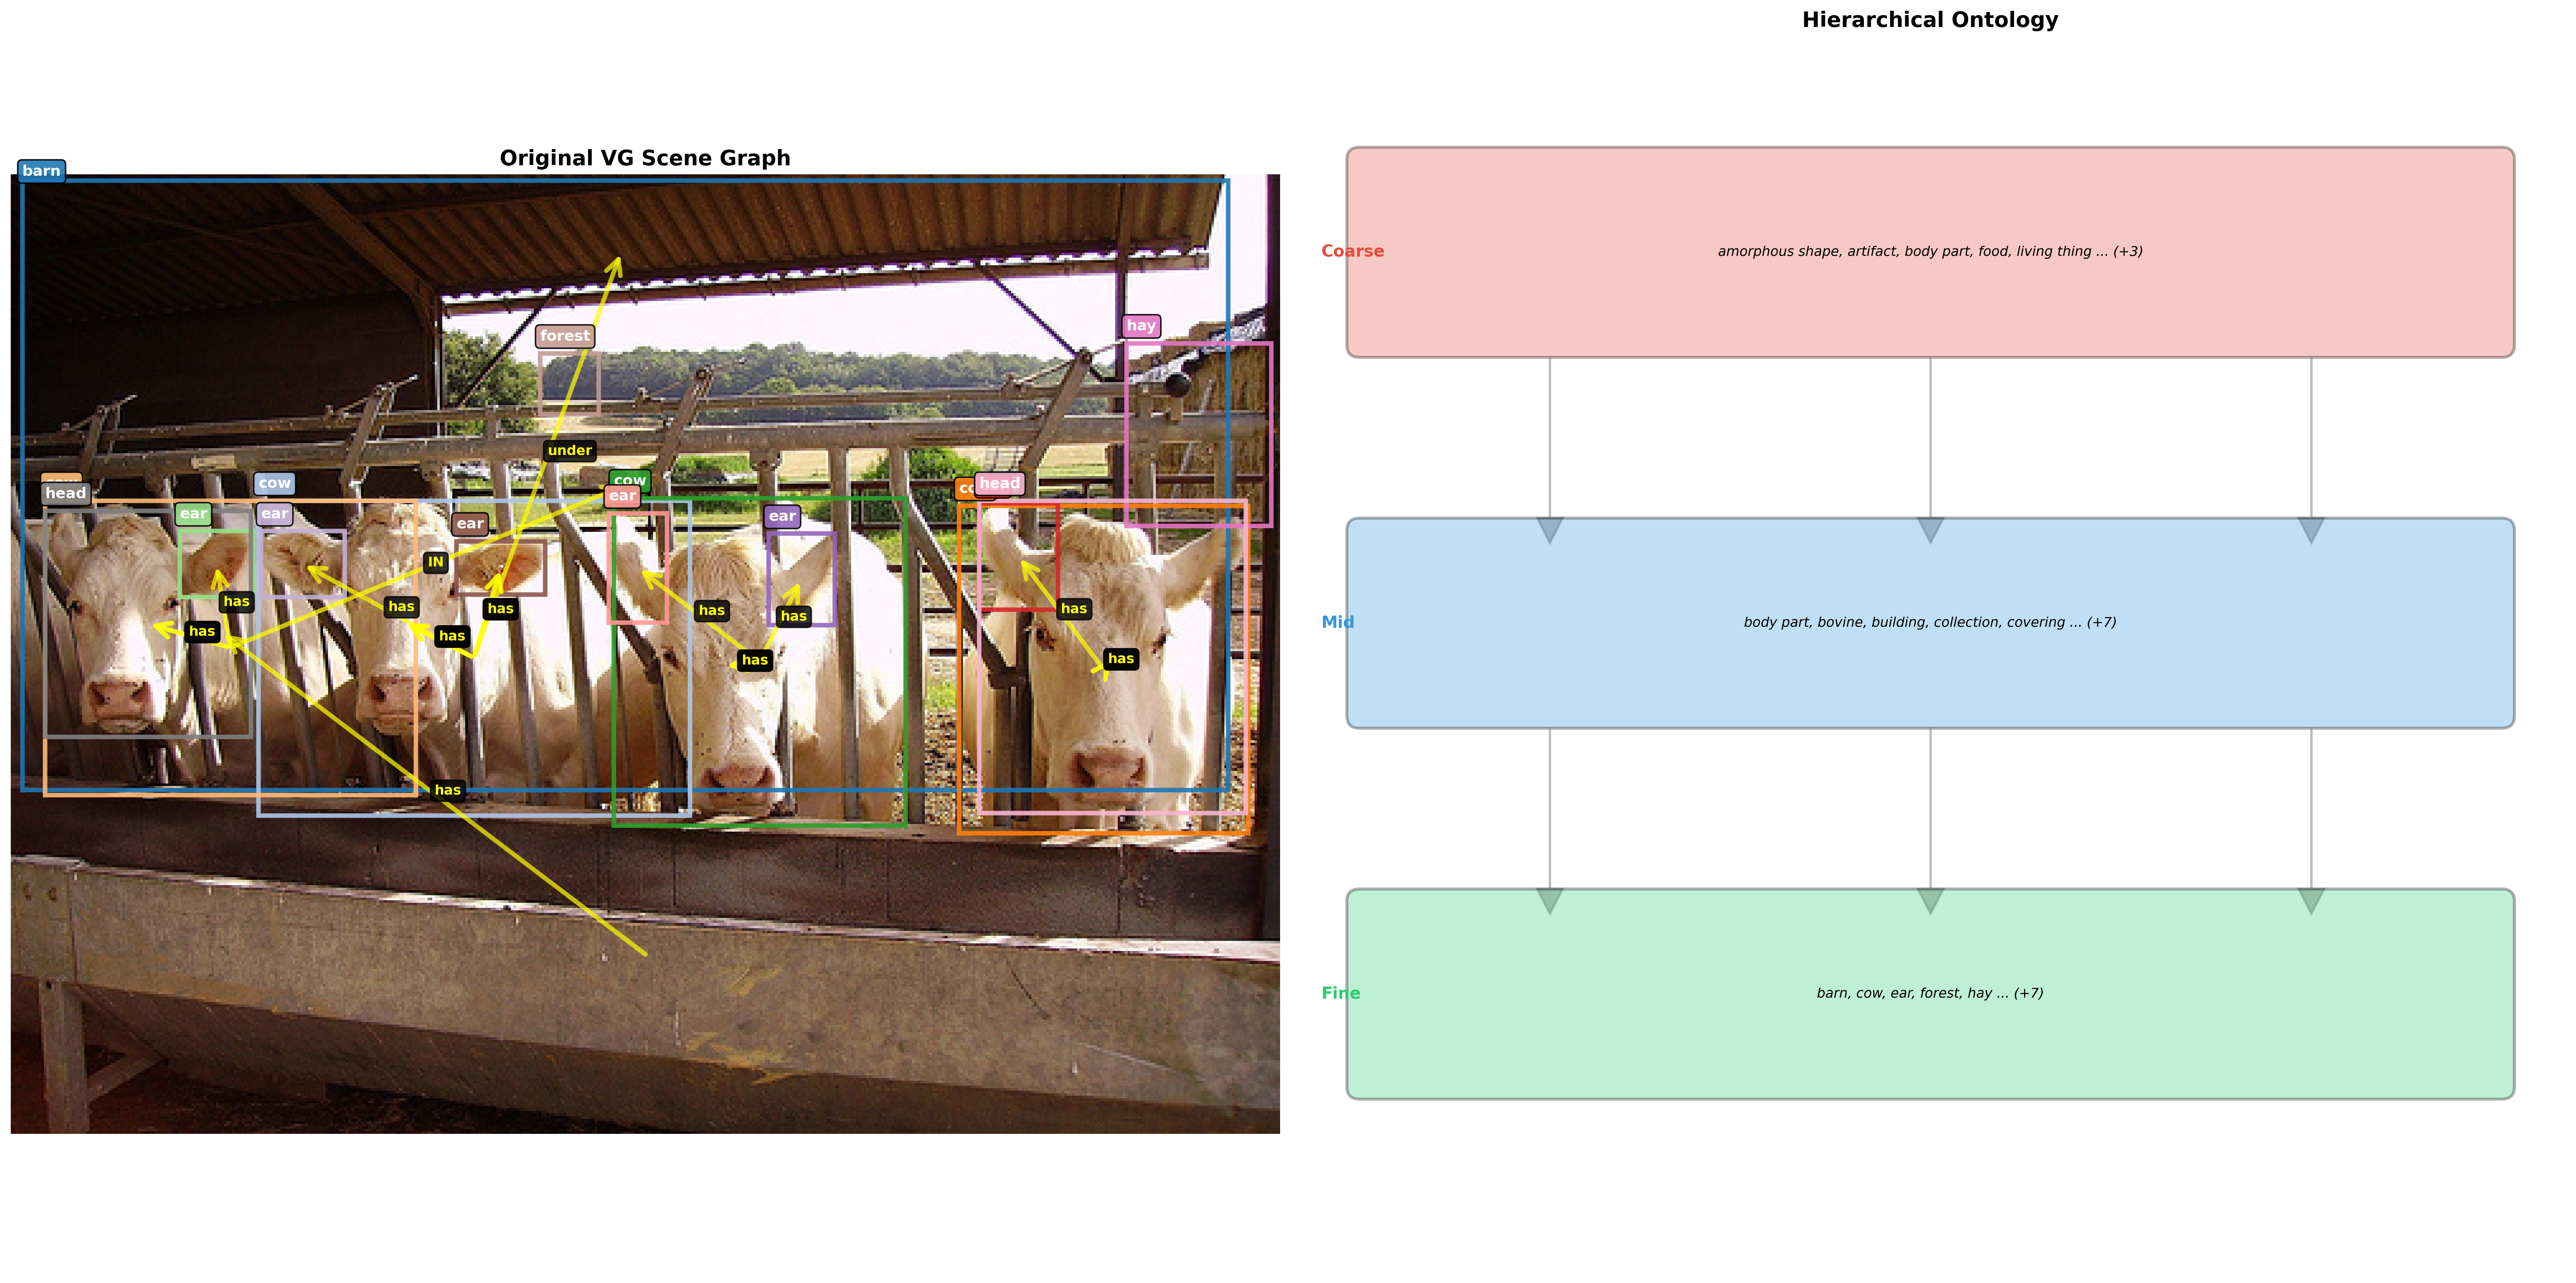 Hierarchical Ontology
Original VG Scene Graph
barn
Coarse
amorphous shape, artifact, body part, food, living thing ... (+3)
forest
hay
under
cow
head
cow
cow
ear
head
ear
ear
ear
ear
IN
has
has
has
has
has
has
has
has
has
has
has
Mid
body part, bovine, building, collection, covering ... (+7)
Fine
barn, cow, ear, forest, hay ... (+7)